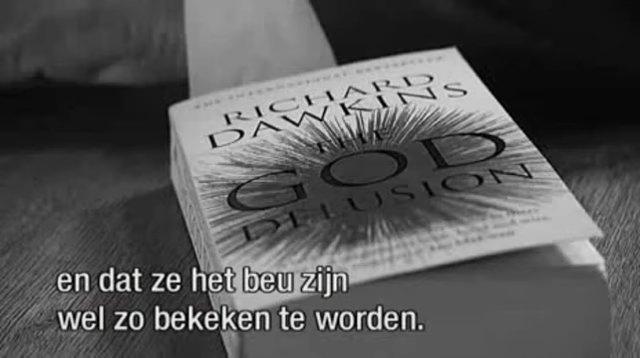 THE INTERNATIONAL BESTSELLER
RICHARD
DAWKINS
THE
GOD
DELUSION
en dat ze het beu zijn
wel zo bekeken te worden.